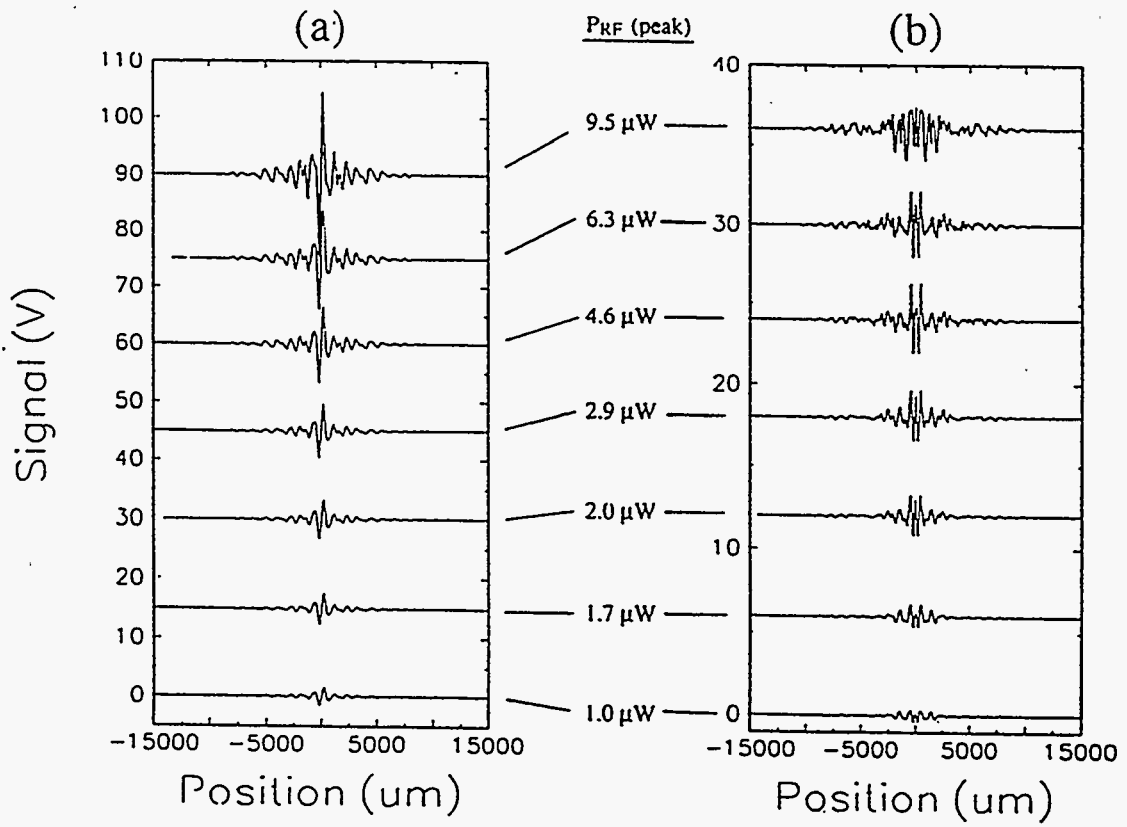 (a)
P_RF (peak)
(b)
110
100
90
80
70
60
50
40
30
20
10
0
-15000 -5000 5000 15000
Position (um)
Signal (V)
9.5 µW
6.3 µW
4.6 µW
2.9 µW
2.0 µW
1.7 µW
1.0 µW
40
30
20
10
0
-15000 -5000 5000 15000
Position (um)